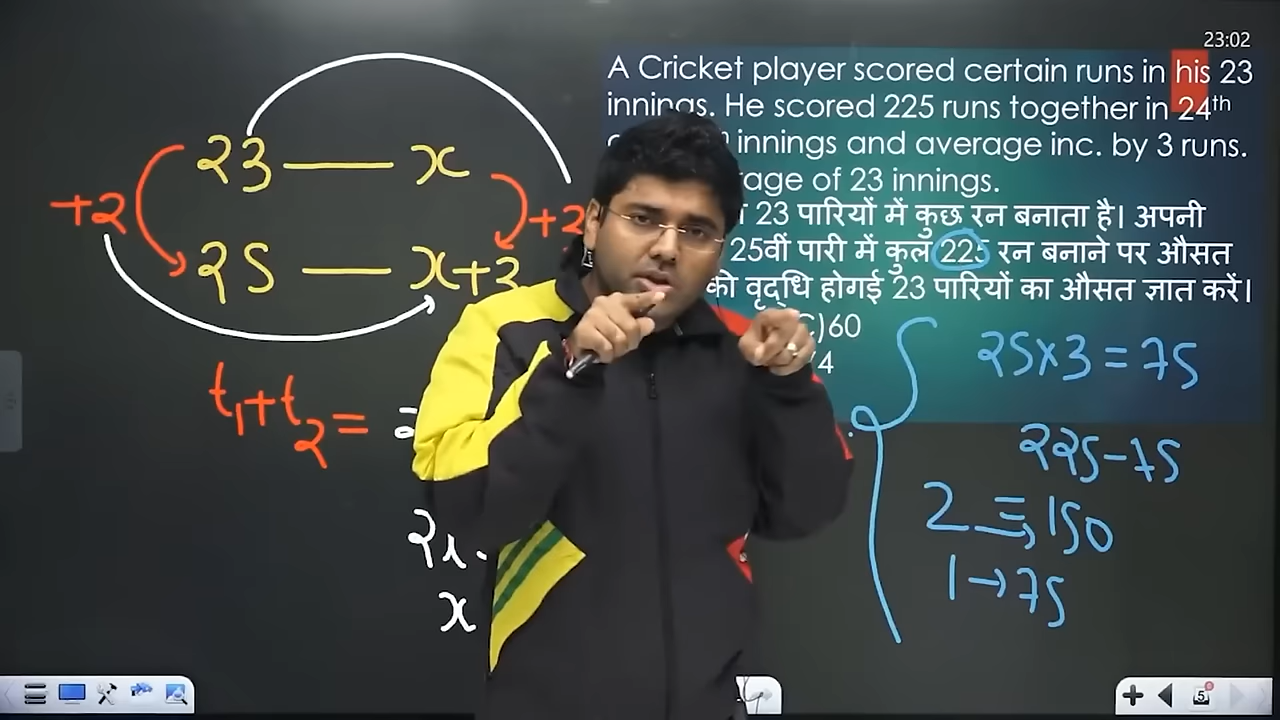 23:02
A Cricket player scored certain runs in his 23
innings. He scored 225 runs together in 24th
innings and average inc. by 3 runs.
of 23 innings.
23 पारियों में कुछ रन बनाता है। अपनी
25वीं पारी में कुल 225 रन बनाने पर औसत
की वृद्धि होगई 23 पारियों का औसत ज्ञात करें।
C)60
23 — x
+2
25 — x+3
t1+t2 =
x
25×3=75
225-75
2 → 150
1→75
5